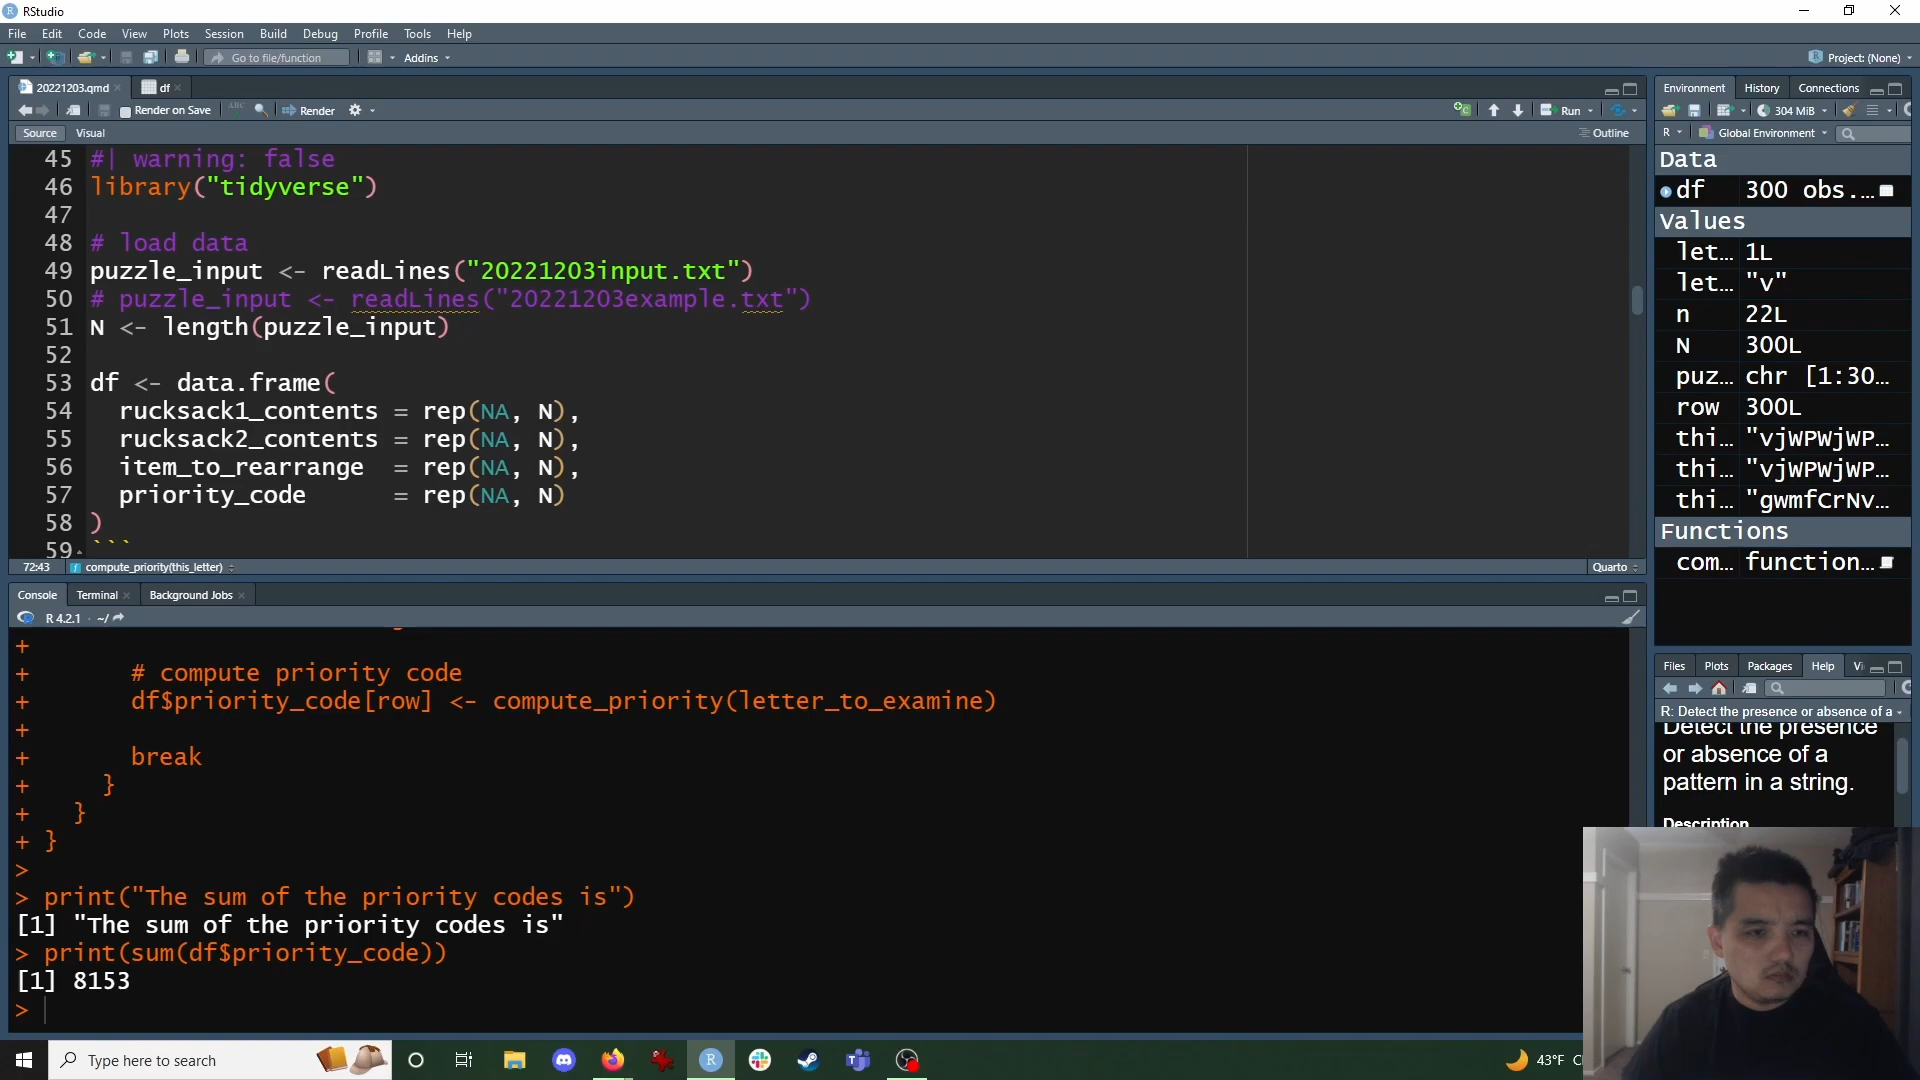 RStudio
File Edit Code View Plots Session Build Debug Profile Tools Help
Go to file/function Addins Project: (None)
20221203.qmd df
Render on Save Render Run
Source Visual Outline
45 #| warning: false
46 library("tidyverse")
47
48 # load data
49 puzzle_input <- readLines("20221203input.txt")
50 # puzzle_input <- readLines("20221203example.txt")
51 N <- length(puzzle_input)
52
53 df <- data.frame(
54 rucksack1_contents = rep(NA, N),
55 rucksack2_contents = rep(NA, N),
56 item_to_rearrange = rep(NA, N),
57 priority_code = rep(NA, N)
58 )
59 ```
72:43 compute_priority(this_letter) Quarto
Console Terminal Background Jobs
R 4.2.1 · ~/
+
+ # compute priority code
+ df$priority_code[row] <- compute_priority(letter_to_examine)
+
+ break
+ }
+ }
+ }
>
> print("The sum of the priority codes is")
[1] "The sum of the priority codes is"
> print(sum(df$priority_code))
[1] 8153
>
Environment History Connections
304 MiB
R Global Environment
Data
df 300 obs....
Values
let... 1L
let... "v"
n 22L
N 300L
puz... chr [1:30...
row 300L
thi... "vjWPWjWP...
thi... "vjWPWjWP...
thi... "gwmfCrNv...
Functions
com... function...
Files Plots Packages Help Vi
R: Detect the presence or absence of a
Detect the presence
or absence of a
pattern in a string.
Description
Type here to search 43°F